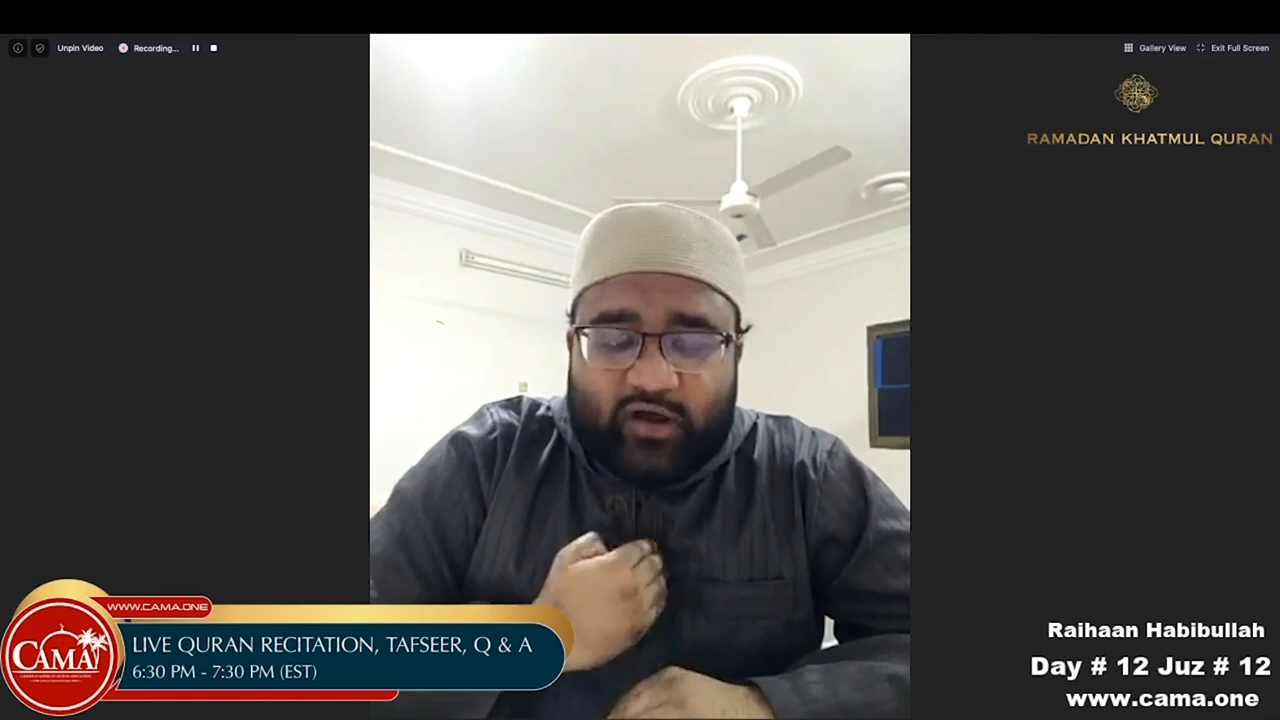 Unpin Video
Recording...
Gallery View
Exit Full Screen
RAMADAN KHATMUL QURAN
WWW.CAMA.ONE
CAMA
LIVE QURAN RECITATION, TAFSEER, Q & A
6:30 PM - 7:30 PM (EST)
Raihaan Habibullah
Day # 12 Juz # 12
www.cama.one